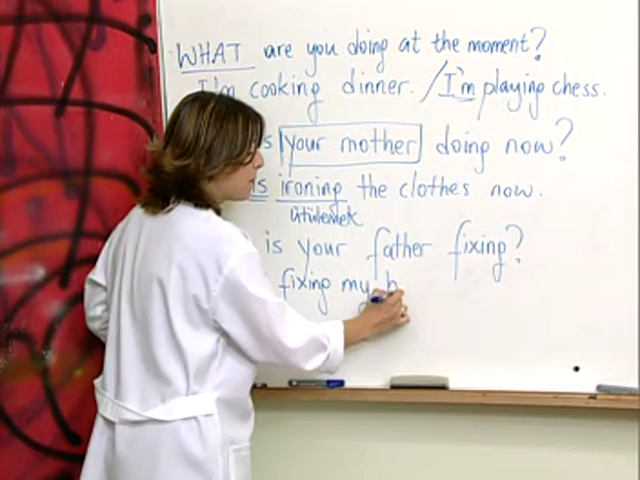 WHAT are you doing at the moment?
I'm cooking dinner. / I'm playing chess.
s your mother doing now?
is ironing the clothes now.
ütülemek
is your father fixing?
fixing my b